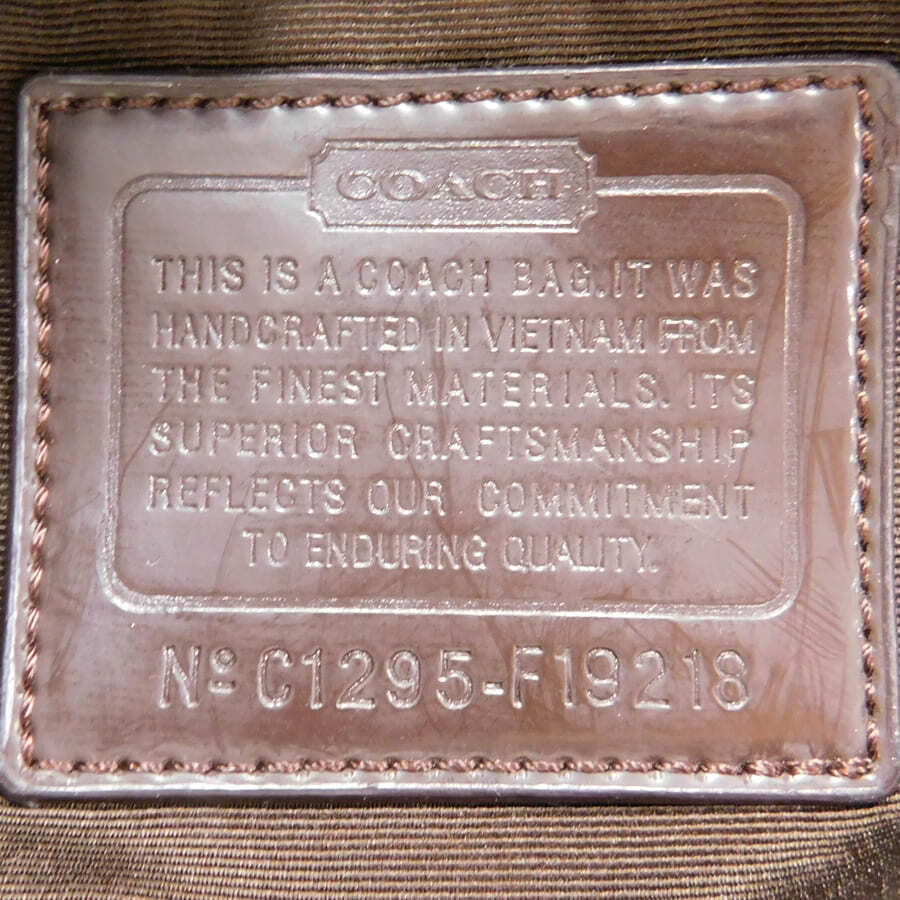 COACH
THIS IS A COACH BAG.IT WAS
HANDCRAFTED IN VIETNAM FROM
THE FINEST MATERIALS. ITS
SUPERIOR CRAFTSMANSHIP
REFLECTS OUR COMMITMENT
TO ENDURING QUALITY.
Nº C1295-F19218